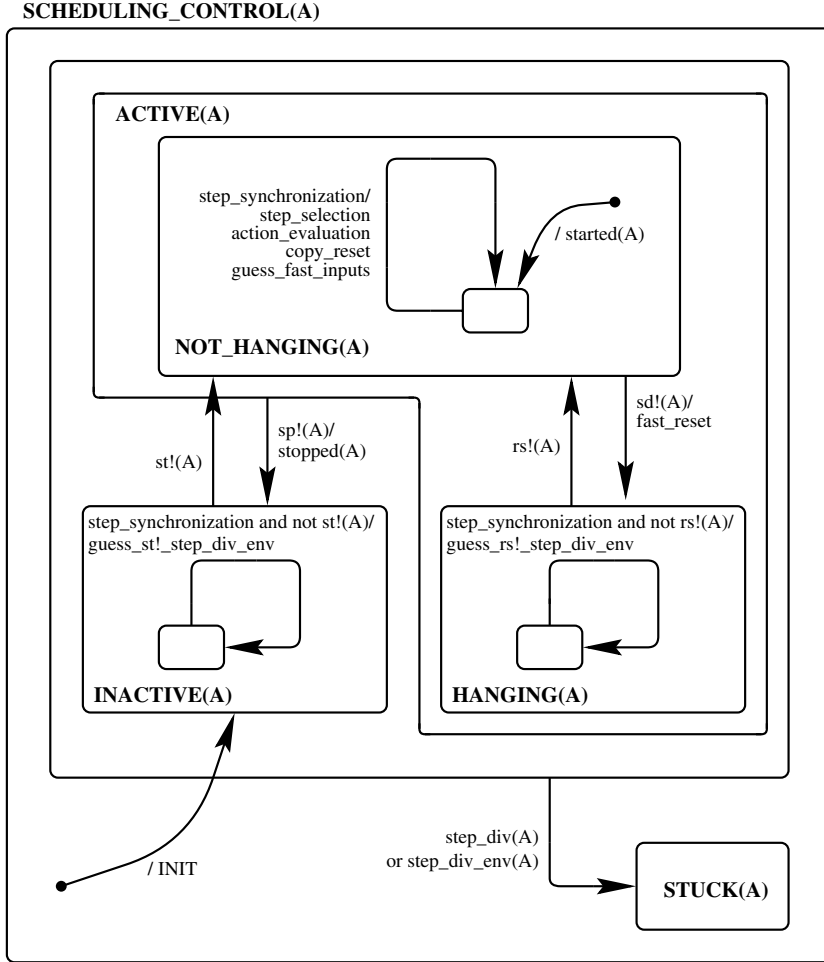 SCHEDULING_CONTROL(A)
ACTIVE(A)
step_synchronization/
step_selection
action_evaluation
copy_reset
guess_fast_inputs
/ started(A)
NOT_HANGING(A)
st!(A)
sp!(A)/
stopped(A)
rs!(A)
sd!(A)/
fast_reset
step_synchronization and not st!(A)/
guess_st!_step_div_env
INACTIVE(A)
step_synchronization and not rs!(A)/
guess_rs!_step_div_env
HANGING(A)
/ INIT
step_div(A)
or step_div_env(A)
STUCK(A)